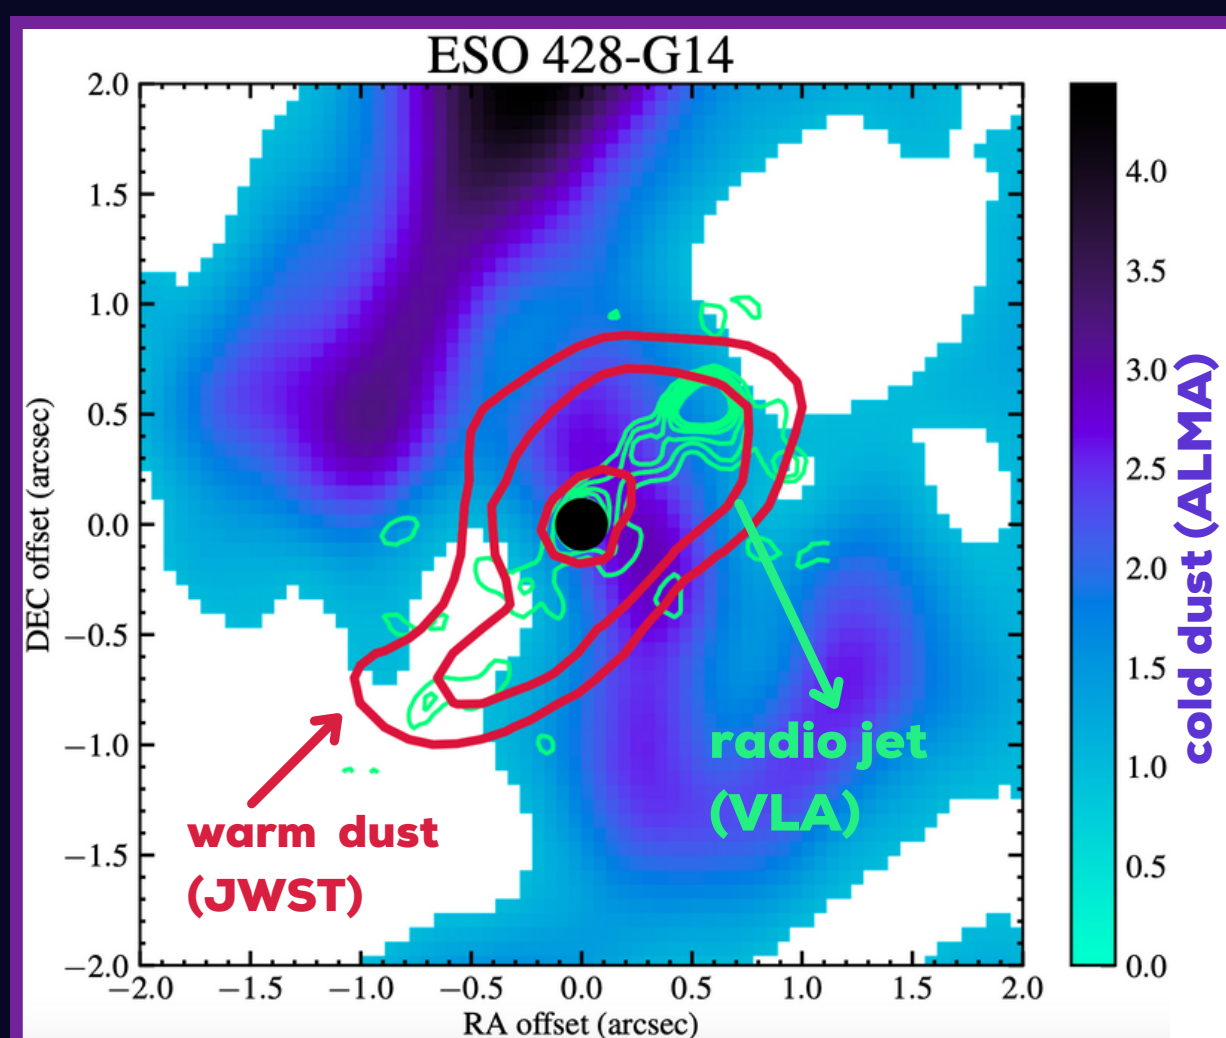 ESO 428-G14
2.0
1.5
1.0
0.5
0.0
−0.5
−1.0
−1.5
−2.0
DEC offset (arcsec)
−2.0 −1.5 −1.0 −0.5 0.0 0.5 1.0 1.5 2.0
RA offset (arcsec)
warm dust
(JWST)
radio jet
(VLA)
4.0
3.5
3.0
2.5
2.0
1.5
1.0
0.5
0.0
cold dust (ALMA)